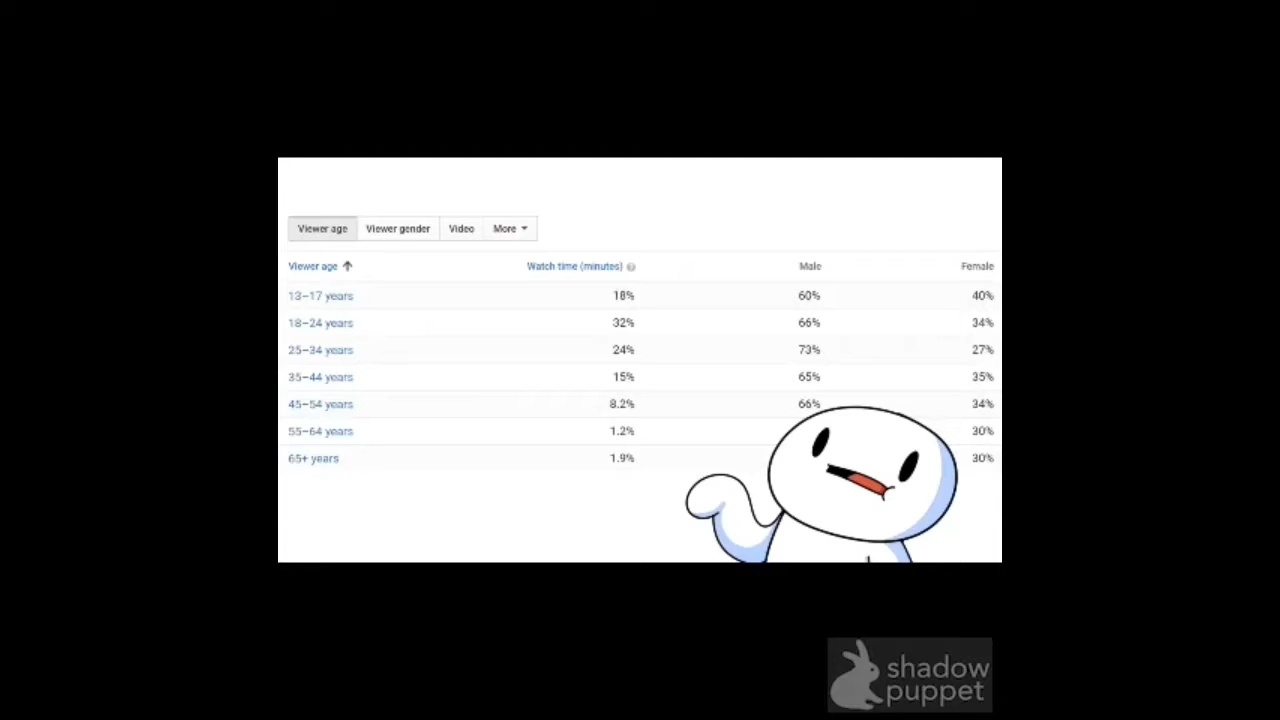 Viewer age Viewer gender Video More
Viewer age Watch time (minutes) ? Male Female
13–17 years 18% 60% 40%
18–24 years 32% 66% 34%
25–34 years 24% 73% 27%
35–44 years 15% 65% 35%
45–54 years 8.2% 66% 34%
55–64 years 1.2% 30%
65+ years 1.9% 30%
shadow
puppet